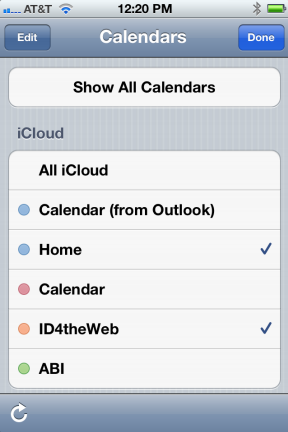 AT&T 12:20 PM
Edit Calendars Done
Show All Calendars
iCloud
All iCloud
Calendar (from Outlook)
Home
Calendar
ID4theWeb
ABI